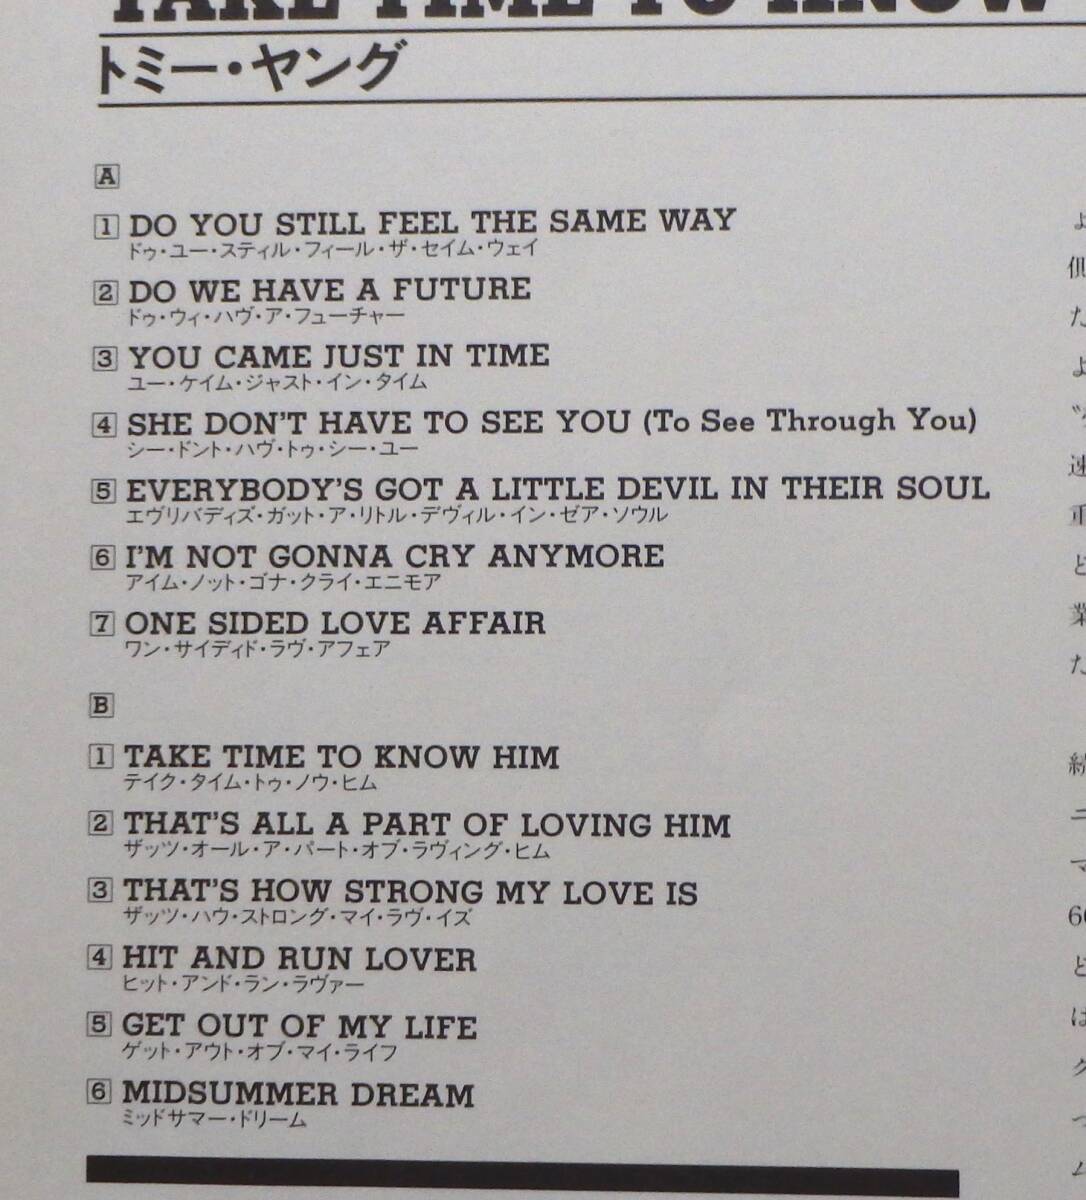 TAKE TIME TO KNOW
トミー・ヤング
A
1 DO YOU STILL FEEL THE SAME WAY
ドゥ・ユー・スティル・フィール・ザ・セイム・ウェイ
2 DO WE HAVE A FUTURE
ドゥ・ウィ・ハヴ・ア・フューチャー
3 YOU CAME JUST IN TIME
ユー・ケイム・ジャスト・イン・タイム
4 SHE DON'T HAVE TO SEE YOU (To See Through You)
シー・ドント・ハヴ・トゥ・シー・ユー
5 EVERYBODY'S GOT A LITTLE DEVIL IN THEIR SOUL
エヴリバディズ・ガット・ア・リトル・デヴィル・イン・ゼア・ソウル
6 I'M NOT GONNA CRY ANYMORE
アイム・ノット・ゴナ・クライ・エニモア
7 ONE SIDED LOVE AFFAIR
ワン・サイディド・ラヴ・アフェア
B
1 TAKE TIME TO KNOW HIM
テイク・タイム・トゥ・ノウ・ヒム
2 THAT'S ALL A PART OF LOVING HIM
ザッツ・オール・ア・パート・オブ・ラヴィング・ヒム
3 THAT'S HOW STRONG MY LOVE IS
ザッツ・ハウ・ストロング・マイ・ラヴ・イズ
4 HIT AND RUN LOVER
ヒット・アンド・ラン・ラヴァー
5 GET OUT OF MY LIFE
ゲット・アウト・オブ・マイ・ライフ
6 MIDSUMMER DREAM
ミッドサマー・ドリーム